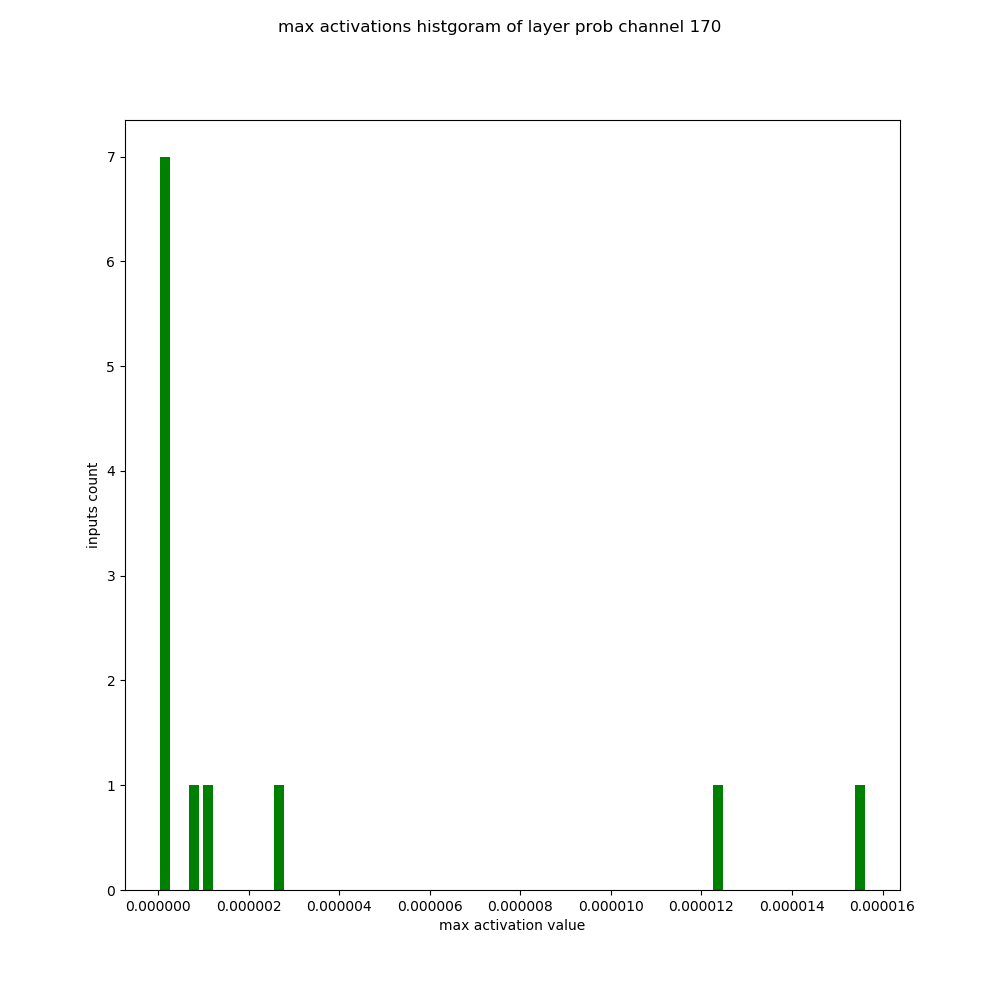 max activations histgoram of layer prob channel 170
7
6
5
4
3
2
1
0
inputs count
0.000000 0.000002 0.000004 0.000006 0.000008 0.000010 0.000012 0.000014 0.000016
max activation value